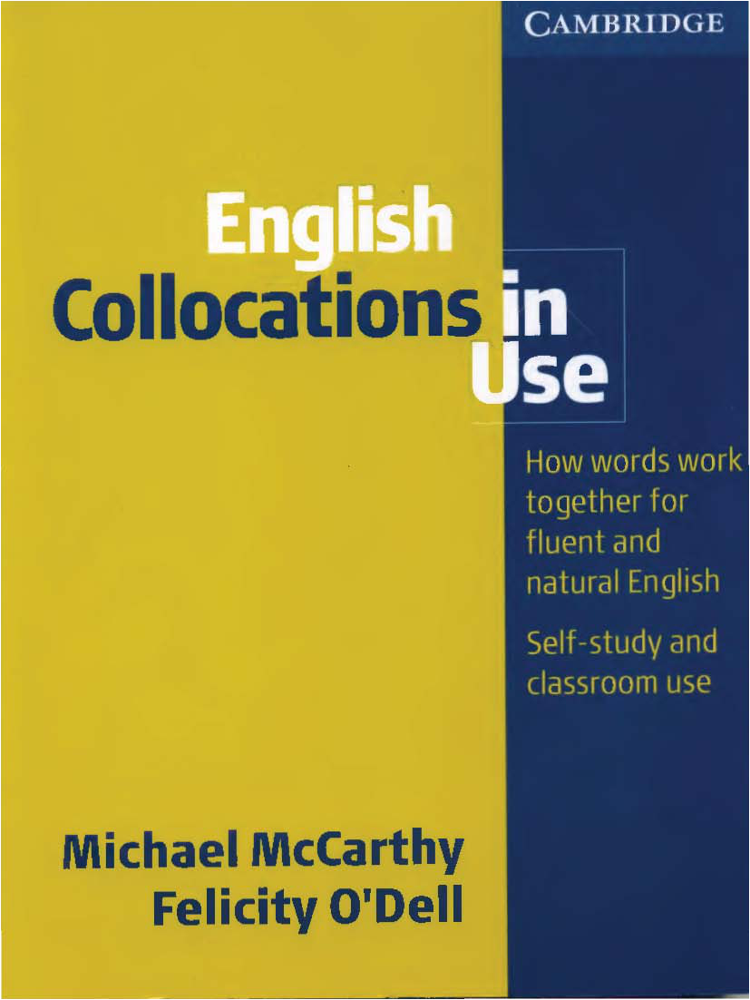 CAMBRIDGE
English
Collocations in
Use
How words work
together for
fluent and
natural English
Self-study and
classroom use
Michael McCarthy
Felicity O'Dell